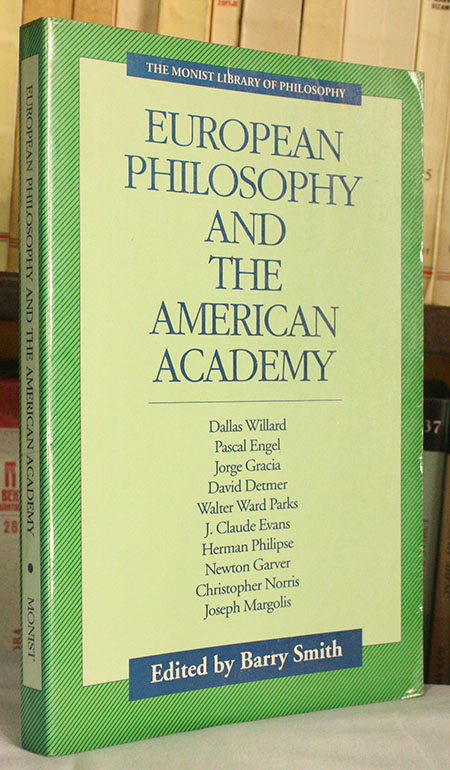 THE MONIST LIBRARY OF PHILOSOPHY
EUROPEAN
PHILOSOPHY
AND
THE
AMERICAN
ACADEMY
Dallas Willard
Pascal Engel
Jorge Gracia
David Detmer
Walter Ward Parks
J. Claude Evans
Herman Philipse
Newton Garver
Christopher Norris
Joseph Margolis
Edited by Barry Smith
EUROPEAN PHILOSOPHY AND THE AMERICAN ACADEMY • MONIST
37